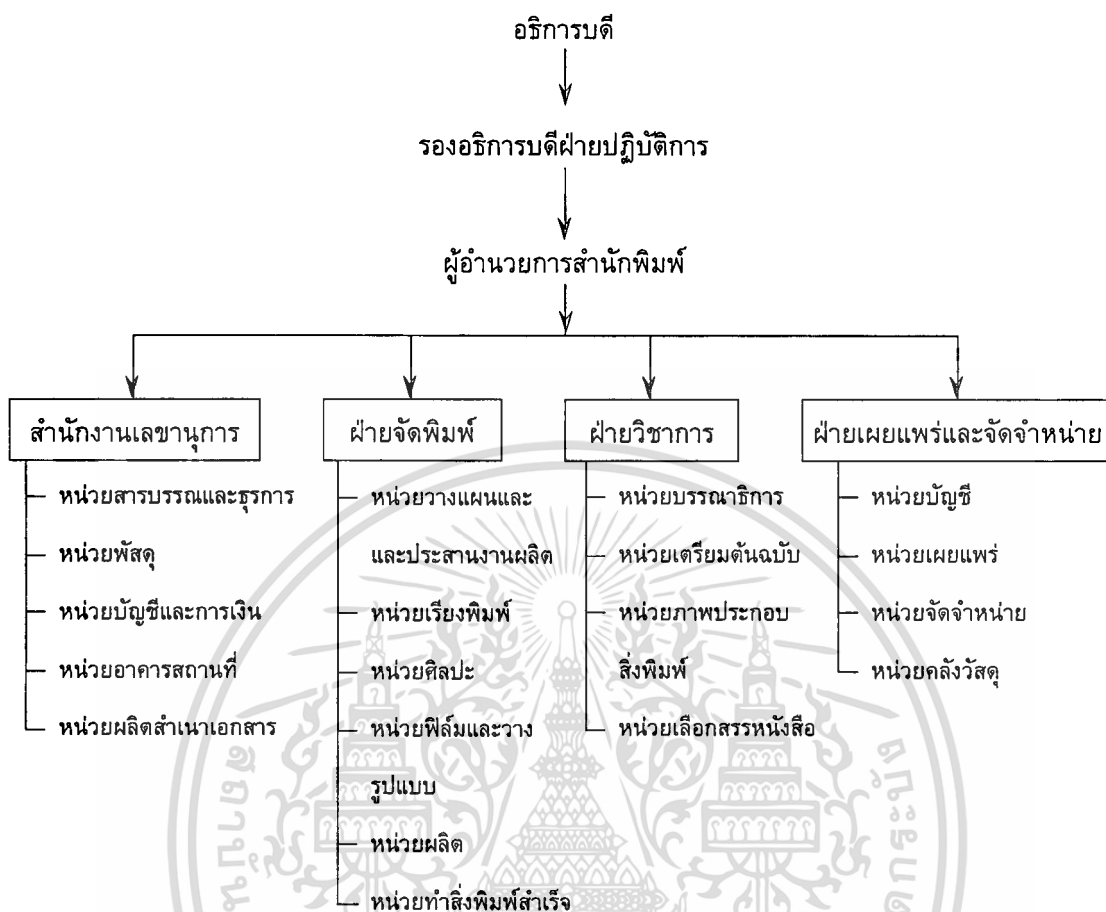 อธิการบดี
รองอธิการบดีฝ่ายปฏิบัติการ
ผู้อำนวยการสำนักพิมพ์
สำนักงานเลขานุการ
หน่วยสารบรรณและธุรการ
หน่วยพัสดุ
หน่วยบัญชีและการเงิน
หน่วยอาคารสถานที่
หน่วยผลิตสำเนาเอกสาร
ฝ่ายจัดพิมพ์
หน่วยวางแผนและ
และประสานงานผลิต
หน่วยเรียงพิมพ์
หน่วยศิลปะ
หน่วยฟิล์มและวาง
รูปแบบ
หน่วยผลิต
หน่วยทำสิ่งพิมพ์สำเร็จ
ฝ่ายวิชาการ
หน่วยบรรณาธิการ
หน่วยเตรียมต้นฉบับ
หน่วยภาพประกอบ
สิ่งพิมพ์
หน่วยเลือกสรรหนังสือ
ฝ่ายเผยแพร่และจัดจำหน่าย
หน่วยบัญชี
หน่วยเผยแพร่
หน่วยจัดจำหน่าย
หน่วยคลังวัสดุ